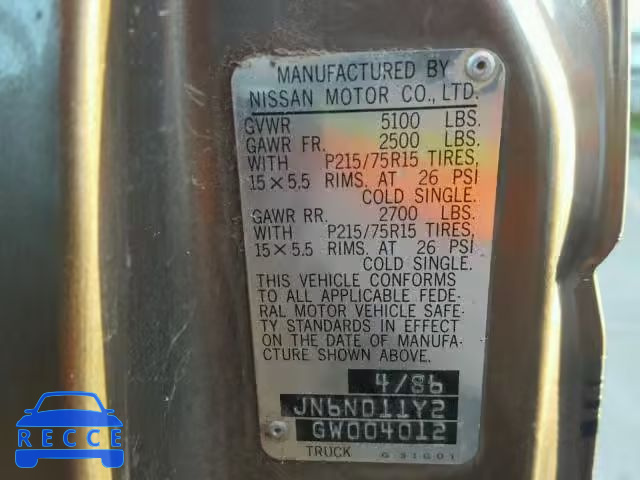 MANUFACTURED BY
NISSAN MOTOR CO., LTD.
GVWR 5100 LBS.
GAWR FR. 2500 LBS.
WITH P215/75R15 TIRES,
15×5.5 RIMS, AT 26 PSI
COLD SINGLE.
GAWR RR. 2700 LBS.
WITH P215/75R15 TIRES,
15×5.5 RIMS, AT 26 PSI
COLD SINGLE.
THIS VEHICLE CONFORMS
TO ALL APPLICABLE FEDE-
RAL MOTOR VEHICLE SAFE-
TY STANDARDS IN EFFECT
ON THE DATE OF MANUFA-
CTURE SHOWN ABOVE.
4/86
JN6ND11Y2
GW004012
TRUCK G 31G01
RECCE